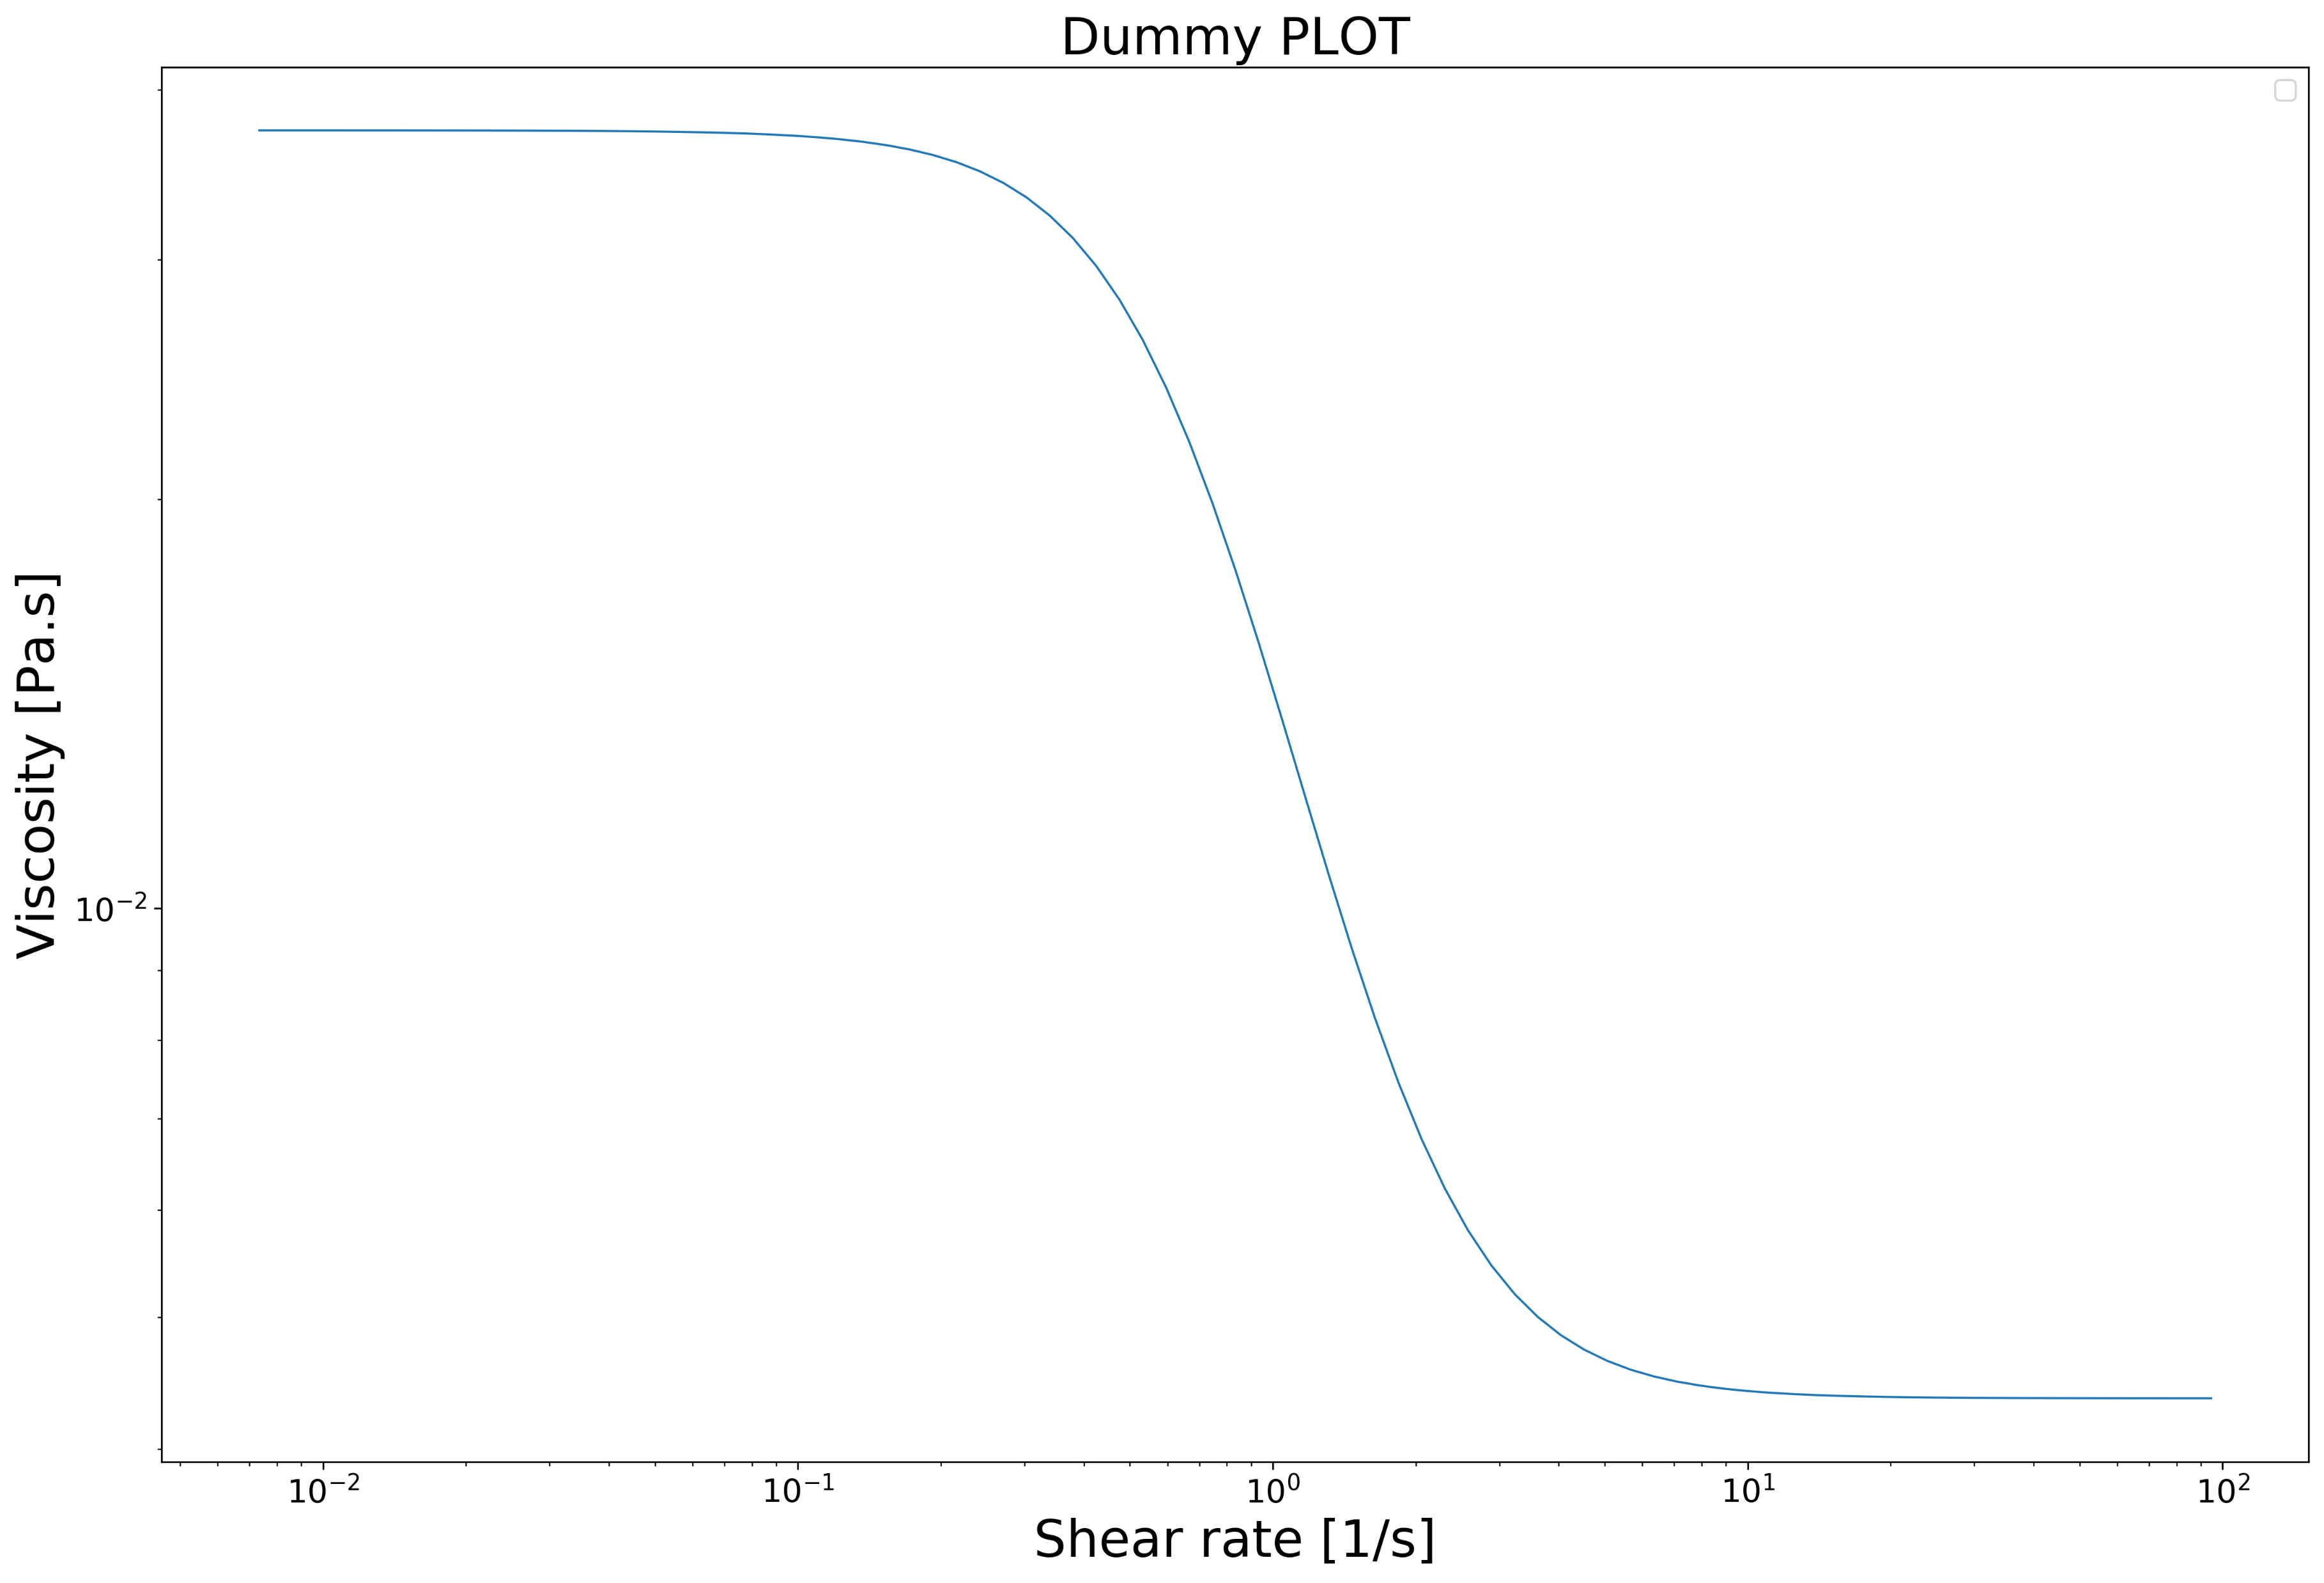 Dummy PLOT
Viscosity [Pa.s]
10⁻²
10⁻² 10⁻¹ 10⁰ 10¹ 10²
Shear rate [1/s]